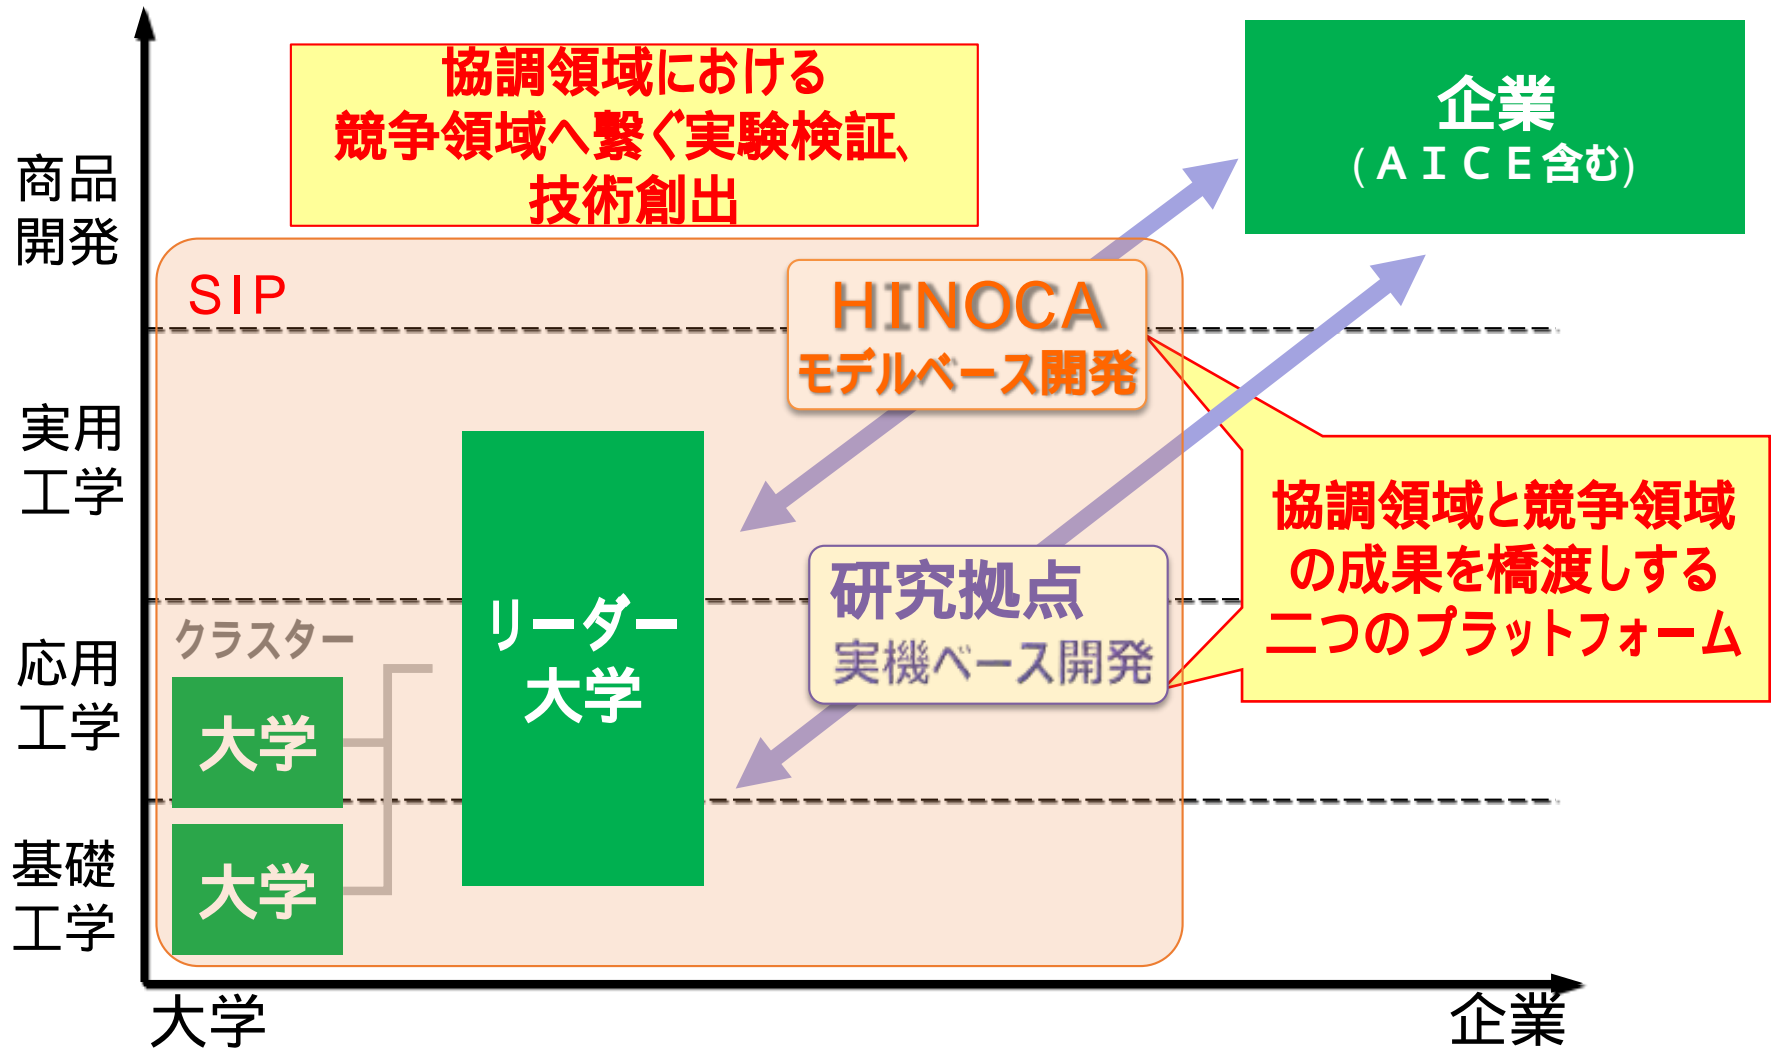 協調領域における
競争領域へ繋ぐ実験検証、
技術創出
企業
(ＡＩＣＥ含む)
商品
開発
SIP
HINOCA
モデルベース開発
実用
工学
協調領域と競争領域
の成果を橋渡しする
二つのプラットフォーム
研究拠点
実機ベース開発
リーダー
大学
クラスター
応用
工学
大学
大学
基礎
工学
大学
企業